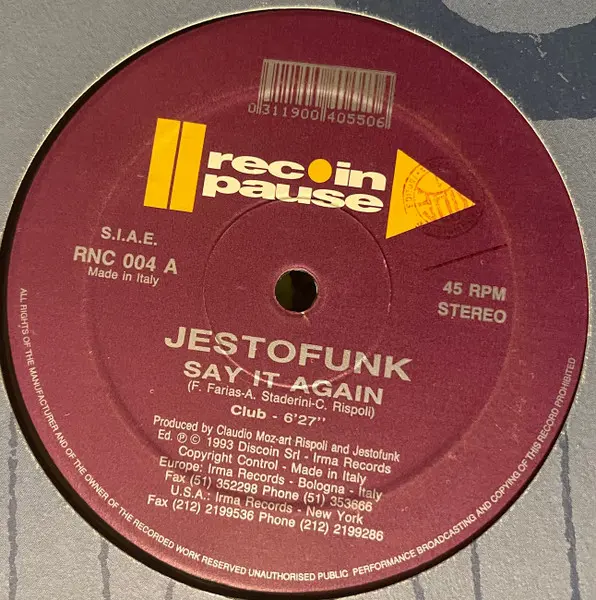 0 311900 405506
rec•in
pause
S.I.A.E.
RNC 004 A
Made in Italy
45 RPM
STEREO
JESTOFUNK
SAY IT AGAIN
(F. Farias-A. Staderini-C. Rispoli)
Club - 6'27''
Produced by Claudio Moz-art Rispoli and Jestofunk
Ed. Ⓟ © 1993 Discoin Srl - Irma Records
Copyright Control - Made in Italy
Europe: Irma Records - Bologna - Italy
Fax (51) 352298 Phone (51) 353666
U.S.A.: Irma Records - New York
Fax (212) 2199536 Phone (212) 2199286
ALL RIGHTS OF THE MANUFACTURER AND OF THE OWNER OF THE RECORDED WORK RESERVED UNAUTHORISED PUBLIC PERFORMANCE BROADCASTING AND COPYING OF THIS RECORD PROHIBITED